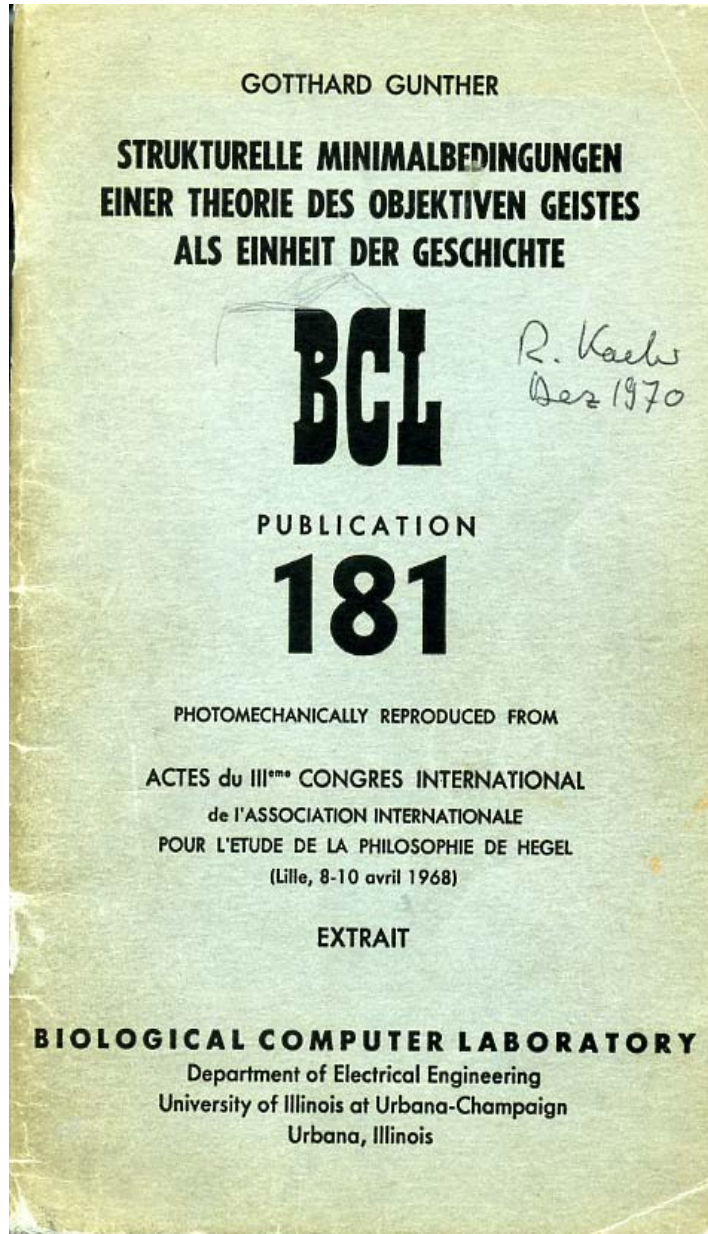 GOTTHARD GUNTHER
STRUKTURELLE MINIMALBEDINGUNGEN
EINER THEORIE DES OBJEKTIVEN GEISTES
ALS EINHEIT DER GESCHICHTE
BCL
R. Kaehr
Dez 1970
PUBLICATION
181
PHOTOMECHANICALLY REPRODUCED FROM
ACTES du IIIeme CONGRES INTERNATIONAL
de l'ASSOCIATION INTERNATIONALE
POUR L'ETUDE DE LA PHILOSOPHIE DE HEGEL
(Lille, 8-10 avril 1968)
EXTRAIT
BIOLOGICAL COMPUTER LABORATORY
Department of Electrical Engineering
University of Illinois at Urbana-Champaign
Urbana, Illinois